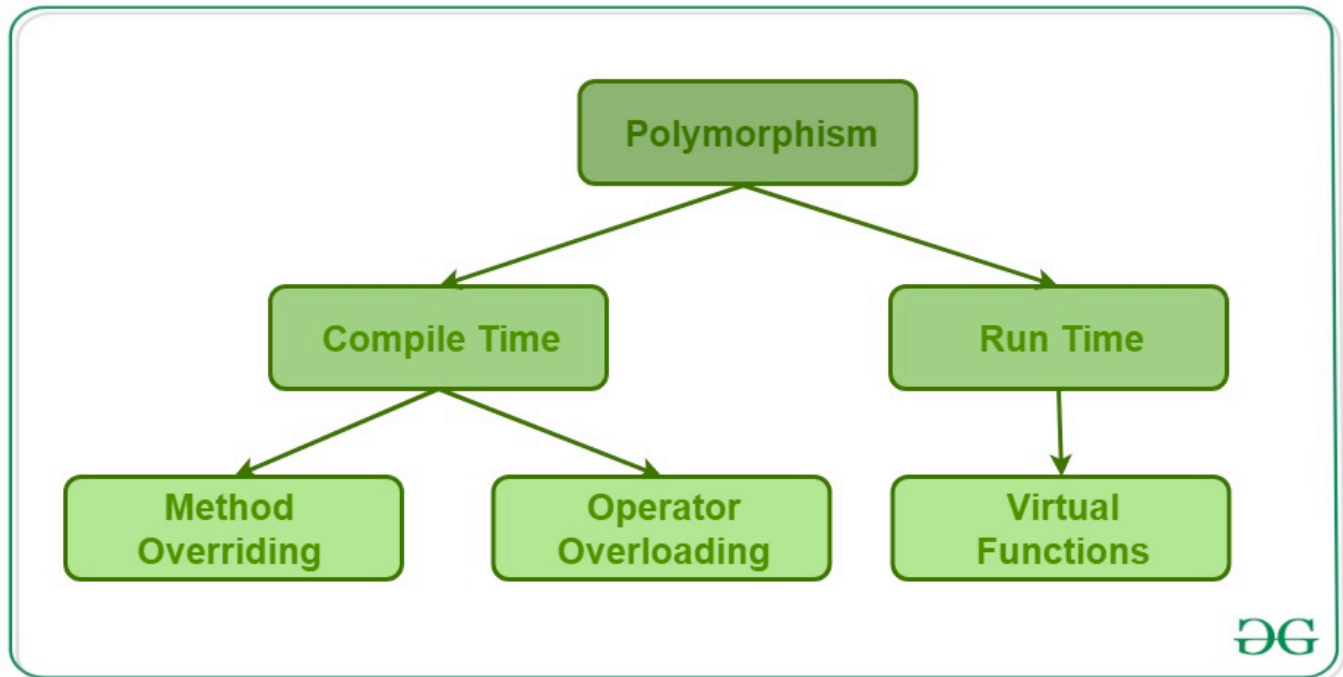 Polymorphism
Compile Time
Run Time
Method
Overriding
Operator
Overloading
Virtual
Functions